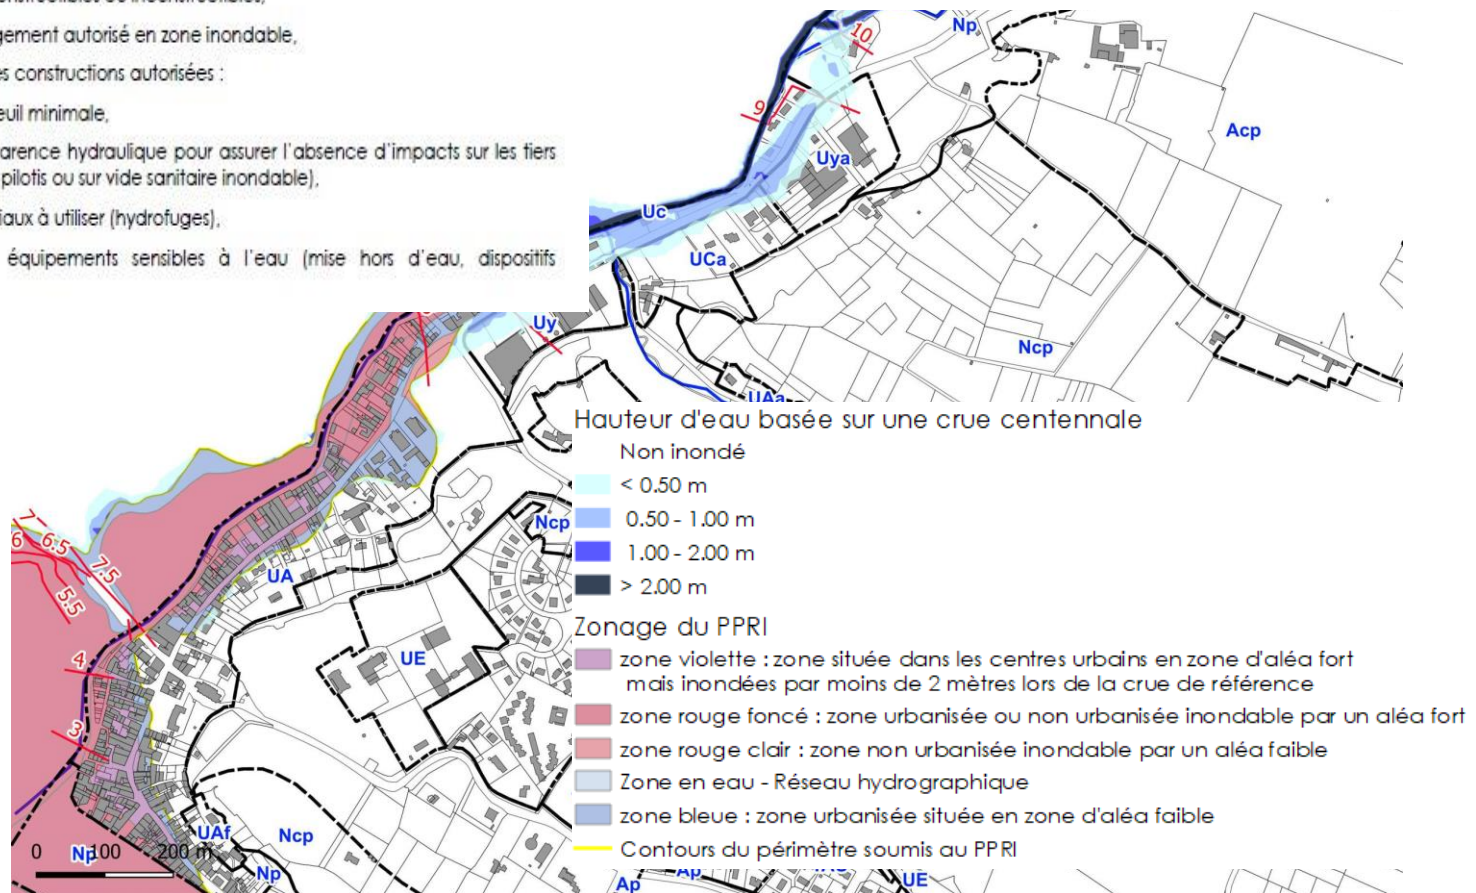 gement autorisé en zone inondable,
es constructions autorisées :
euil minimale,
arence hydraulique pour assurer l'absence d'impacts sur les tiers
pilotis ou sur vide sanitaire inondable),
iaux à utiliser (hydrofuges),
équipements sensibles à l'eau (mise hors d'eau, dispositifs
10
Np
9
Acp
Uya
Uc
UCa
Ncp
UAa
Uy
Ncp
7
6
6.5
7.5
5.5
UA
UE
4
3
UAf
Ncp
Np
Np
0 100 200 m
Hauteur d'eau basée sur une crue centennale
Non inondé
< 0.50 m
0.50 - 1.00 m
1.00 - 2.00 m
> 2.00 m
Zonage du PPRI
zone violette : zone située dans les centres urbains en zone d'aléa fort
mais inondées par moins de 2 mètres lors de la crue de référence
zone rouge foncé : zone urbanisée ou non urbanisée inondable par un aléa fort
zone rouge clair : zone non urbanisée inondable par un aléa faible
Zone en eau - Réseau hydrographique
zone bleue : zone urbanisée située en zone d'aléa faible
Contours du périmètre soumis au PPRI
Ap
Ap
UE